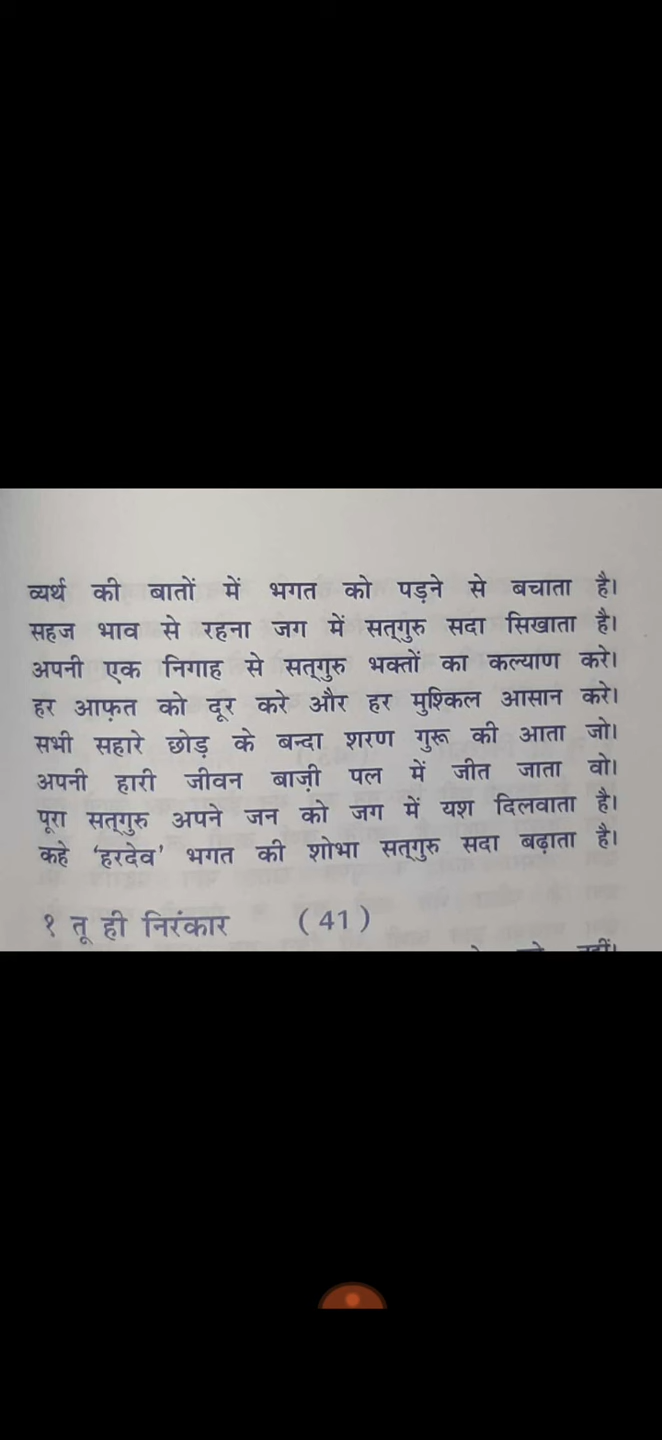 व्यर्थ की बातों में भगत को पड़ने से बचाता है।
सहज भाव से रहना जग में सत्‌गुरु सदा सिखाता है।
अपनी एक निगाह से सत्‌गुरु भक्तों का कल्याण करे।
हर आफ़त को दूर करे और हर मुश्किल आसान करे।
सभी सहारे छोड़ के बन्दा शरण गुरू की आता जो।
अपनी हारी जीवन बाज़ी पल में जीत जाता वो।
पूरा सत्‌गुरु अपने जन को जग में यश दिलवाता है।
कहे ‘हरदेव’ भगत की शोभा सत्‌गुरु सदा बढ़ाता है।
१ तू ही निरंकार (41)